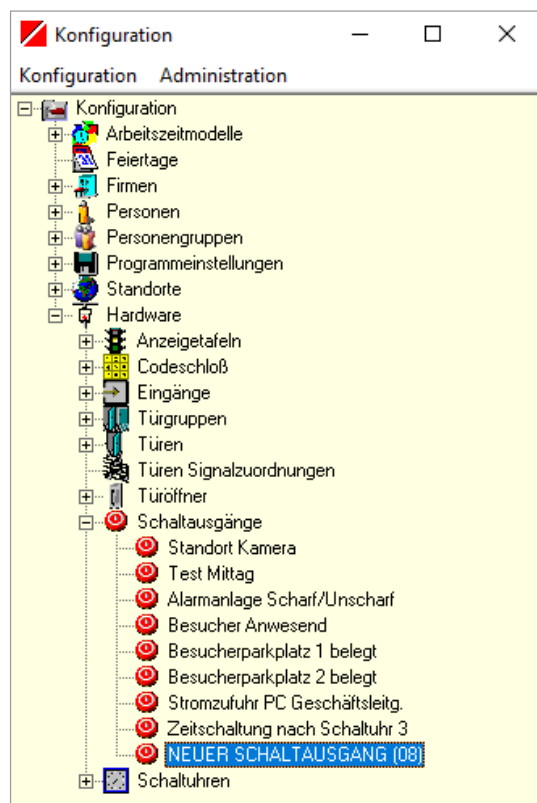 Konfiguration
Konfiguration Administration
Konfiguration
Arbeitszeitmodelle
Feiertage
Firmen
Personen
Personengruppen
Programmeinstellungen
Standorte
Hardware
Anzeigetafeln
Codeschloß
Eingänge
Türgruppen
Türen
Türen Signalzuordnungen
Türöffner
Schaltausgänge
Standort Kamera
Test Mittag
Alarmanlage Scharf/Unscharf
Besucher Anwesend
Besucherparkplatz 1 belegt
Besucherparkplatz 2 belegt
Stromzufuhr PC Geschäftsleitg.
Zeitschaltung nach Schaltuhr 3
NEUER SCHALTAUSGANG (08)
Schaltuhren